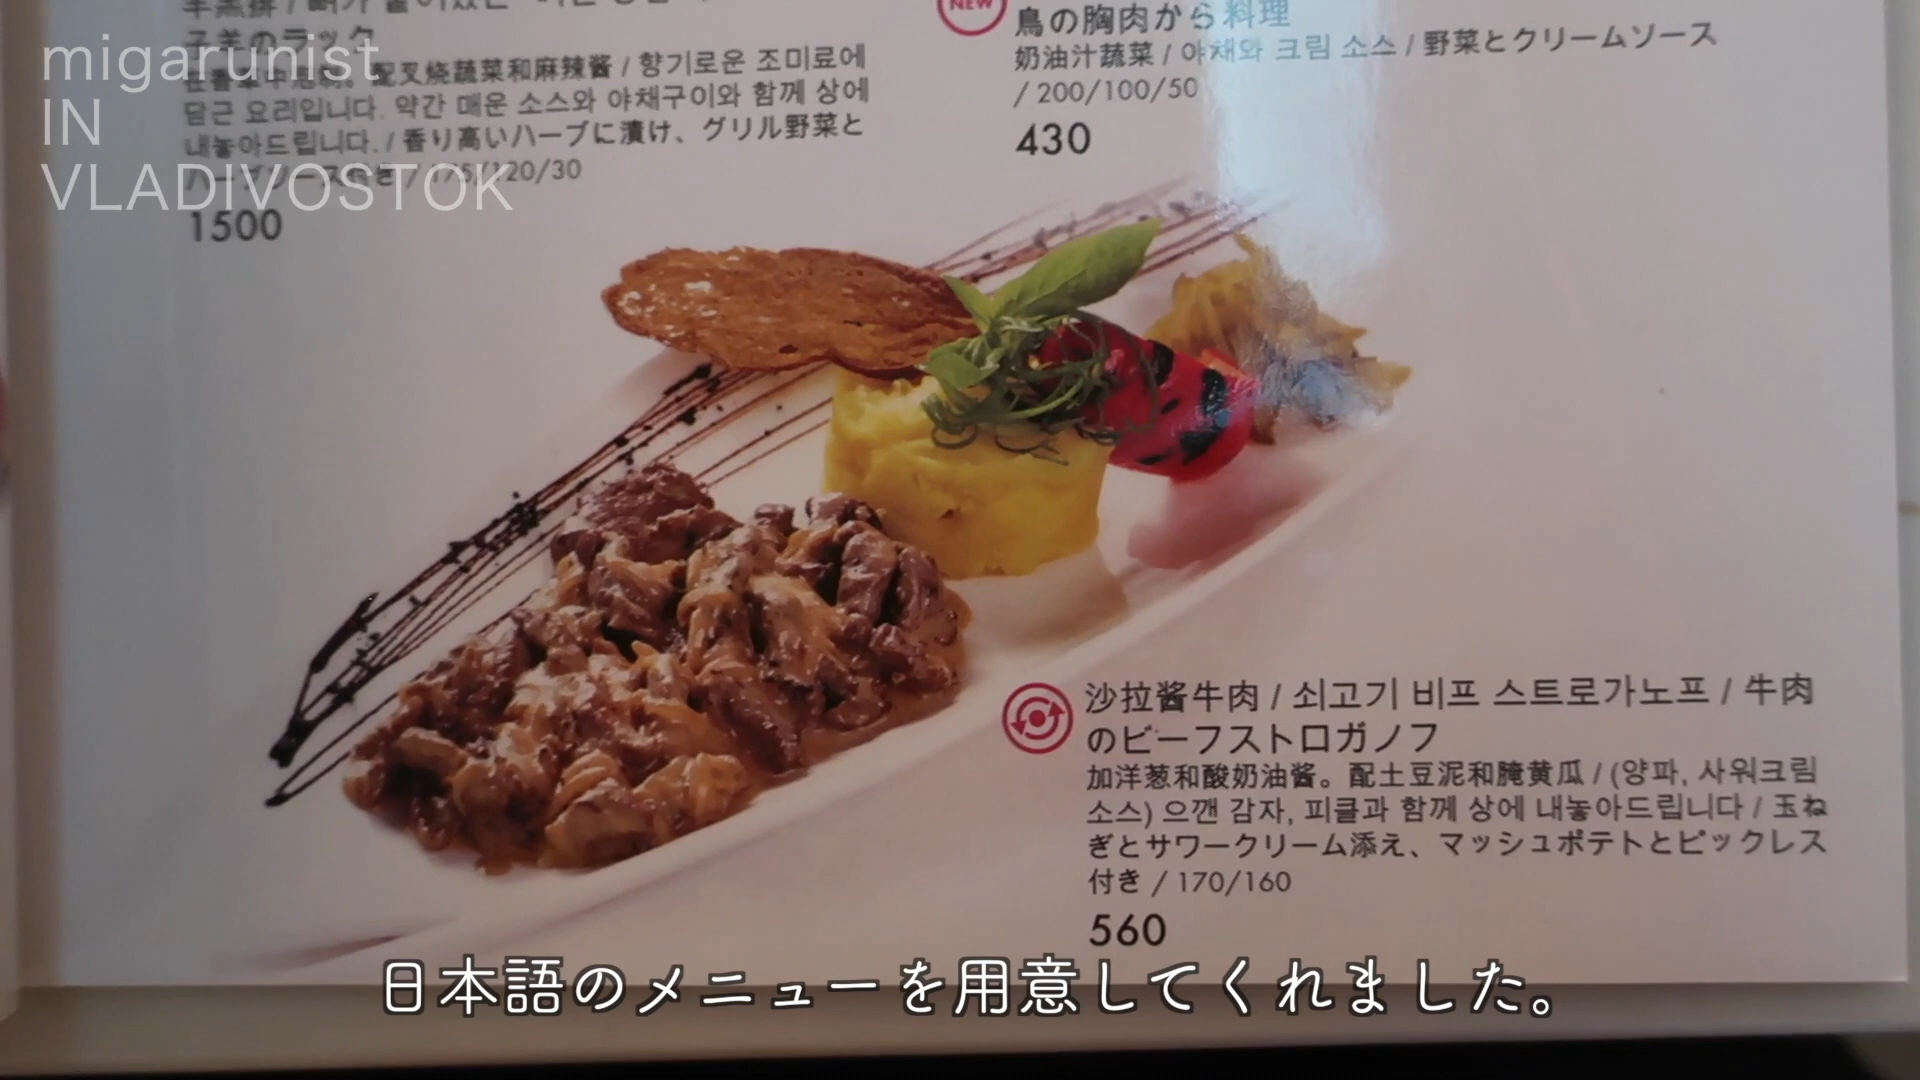 子羊のラック
配叉烧蔬菜和麻辣酱 / 향기로운 조미료에
담근 요리입니다. 약간 매운 소스와 야채구이와 함께 상에
내놓아드립니다. / 香り高いハーブに漬け、グリル野菜と
/ 175/120/30
1500
migarunist
IN
VLADIVOSTOK
NEW
鳥の胸肉から料理
奶油汁蔬菜 / 야채와 크림 소스 / 野菜とクリームソース
/ 200/100/50
430
沙拉酱牛肉 / 쇠고기 비프 스트로가노프 / 牛肉
のビーフストロガノフ
加洋葱和酸奶油酱。配土豆泥和腌黄瓜 / (양파, 사워크림
소스) 으깬 감자, 피클과 함께 상에 내놓아드립니다 / 玉ね
ぎとサワークリーム添え、マッシュポテトとピックレス
付き / 170/160
560
日本語のメニューを用意してくれました。